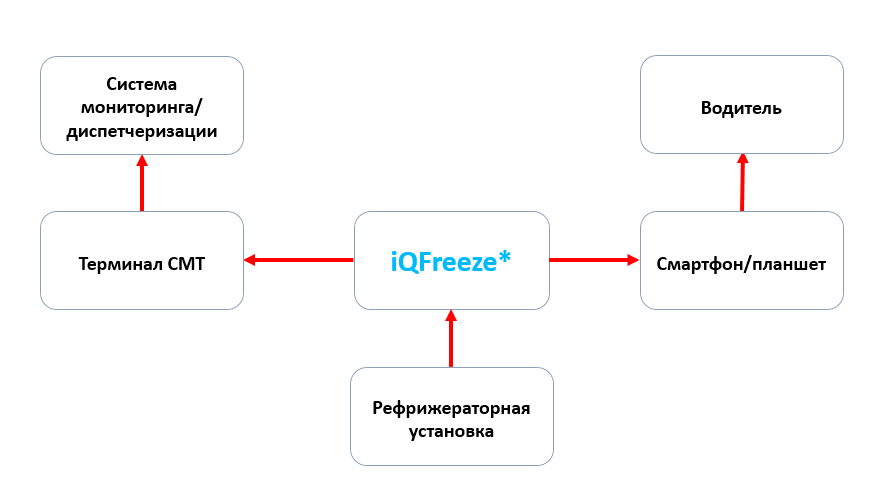 Система
мониторинга/
диспетчеризации
Водитель
Терминал СМТ
iQFreeze*
Смартфон/планшет
Рефрижераторная
установка